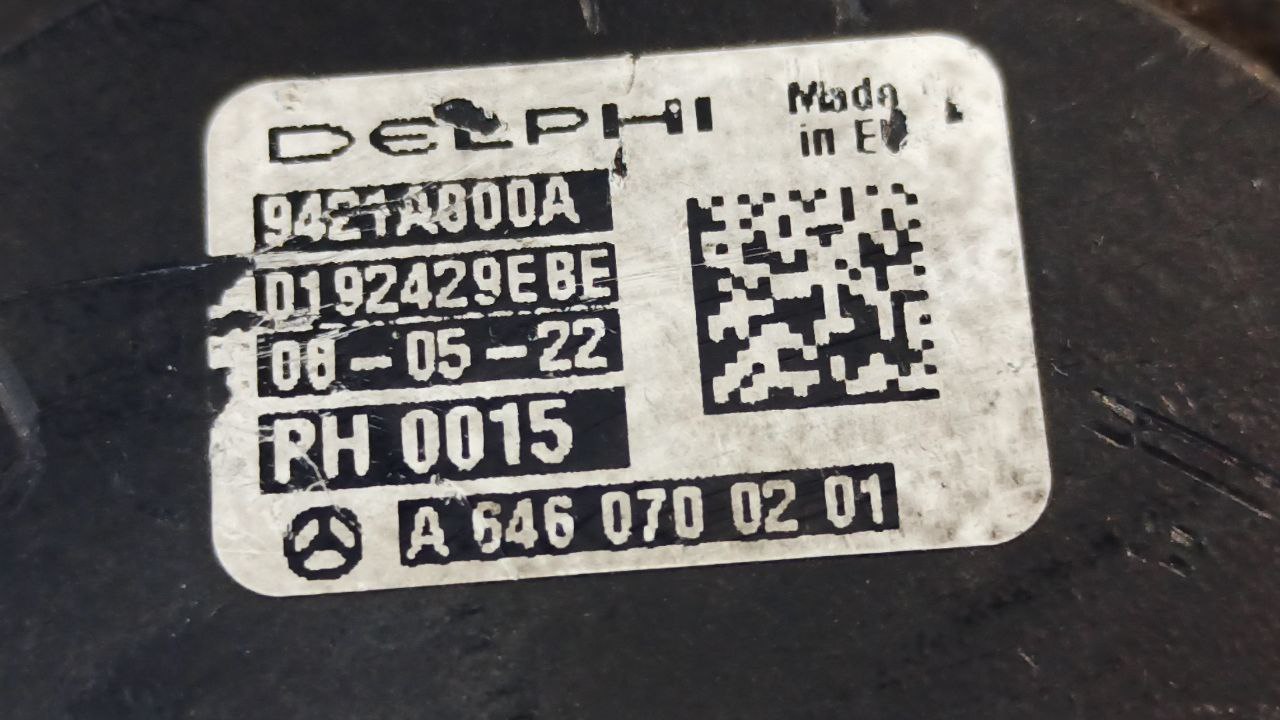 DELPHI
Made
in EU
9421A800A
0192429EBE
08-05-22
PH 0015
A 646 070 02 01